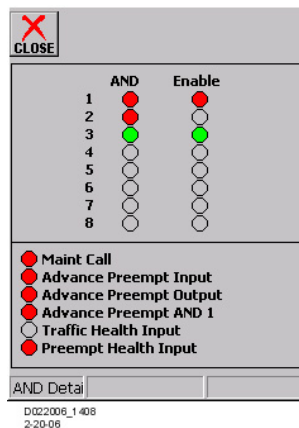 CLOSE
AND Enable
1
2
3
4
5
6
7
8
Maint Call
Advance Preempt Input
Advance Preempt Output
Advance Preempt AND 1
Traffic Health Input
Preempt Health Input
AND Detai
D022006_1408
2-20-06